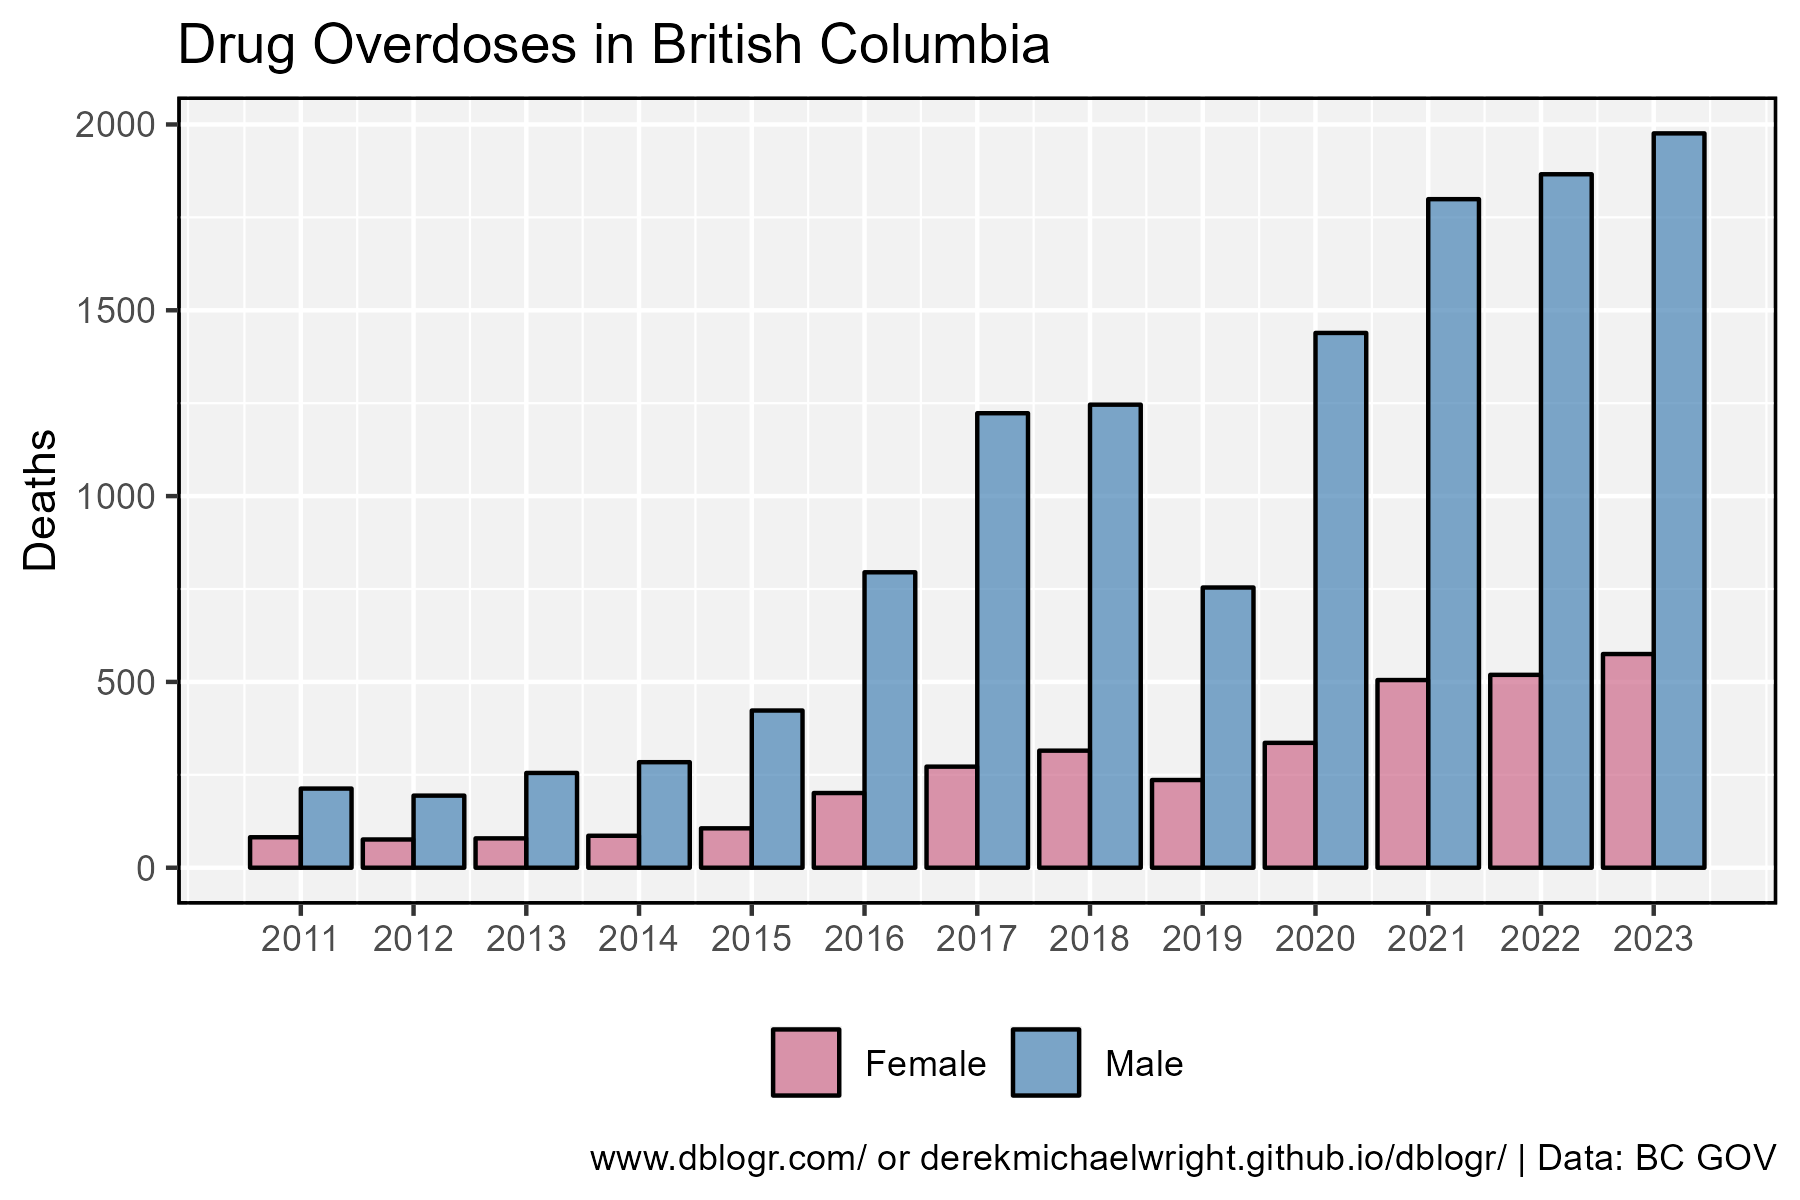 Drug Overdoses in British Columbia
2000
1500
1000
500
0
Deaths
2011 2012 2013 2014 2015 2016 2017 2018 2019 2020 2021 2022 2023
Female Male
www.dblogr.com/ or derekmichaelwright.github.io/dblogr/ | Data: BC GOV